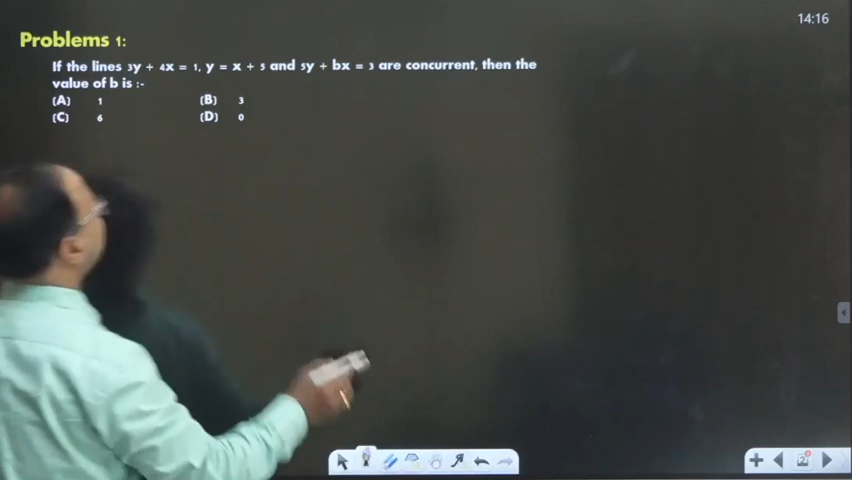 14:16
Problems 1:
If the lines 3y + 4x = 1, y = x + 5 and 5y + bx = 3 are concurrent, then the
value of b is :-
(A) 1 (B) 3
(C) 6 (D) 0
2